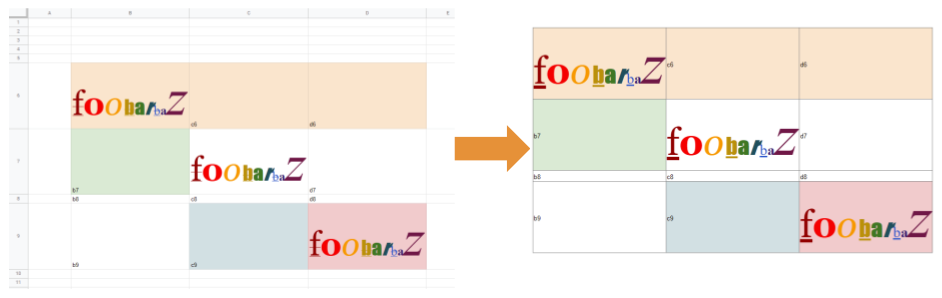 A B C D E
1
2
3
4
5
6 foobarbaZ c6 d6
7 b7 foobarbaZ d7
8 b8 c8 d8
9 b9 c9 foobarbaZ
10
11
foobarbaZ c6 d6
b7 foobarbaZ d7
b8 c8 d8
b9 c9 foobarbaZ